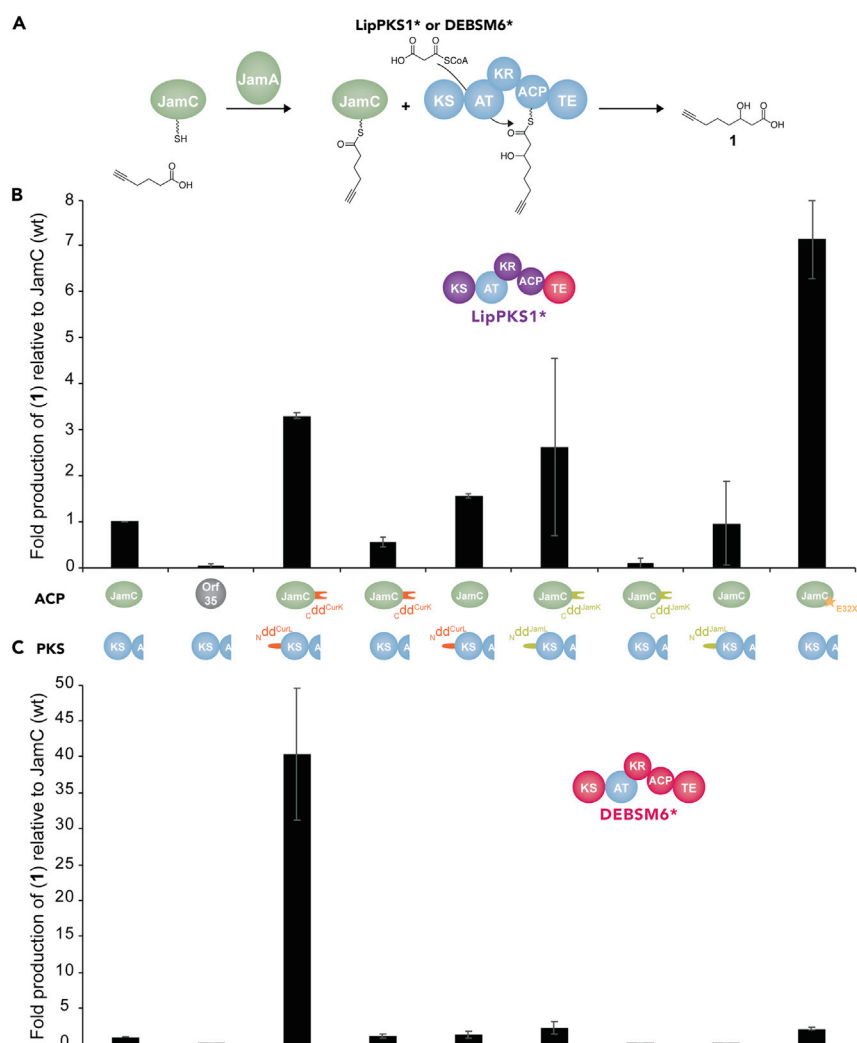 A
LipPKS1* or DEBSM6*
O O
HO SCoA
JamA
JamC
SH
O
OH
JamC
S
O
+
KS AT KR ACP TE
S
O
HO
OH O
OH
1
B
Fold production of (1) relative to JamC (wt)
8
7
6
5
4
3
2
1
0
KS AT KR ACP TE
LipPKS1*
ACP
JamC
Orf 35
JamC CddCurK
JamC CddCurK
JamC
JamC CddJamK
JamC CddJamK
JamC
JamC E32X
PKS
KS A
KS A
NddCurL KS A
KS A
NddCurL KS A
NddJamL KS A
KS A
NddJamL KS A
KS A
C
Fold production of (1) relative to JamC (wt)
50
45
40
35
30
25
20
15
10
5
0
KS AT KR ACP TE
DEBSM6*